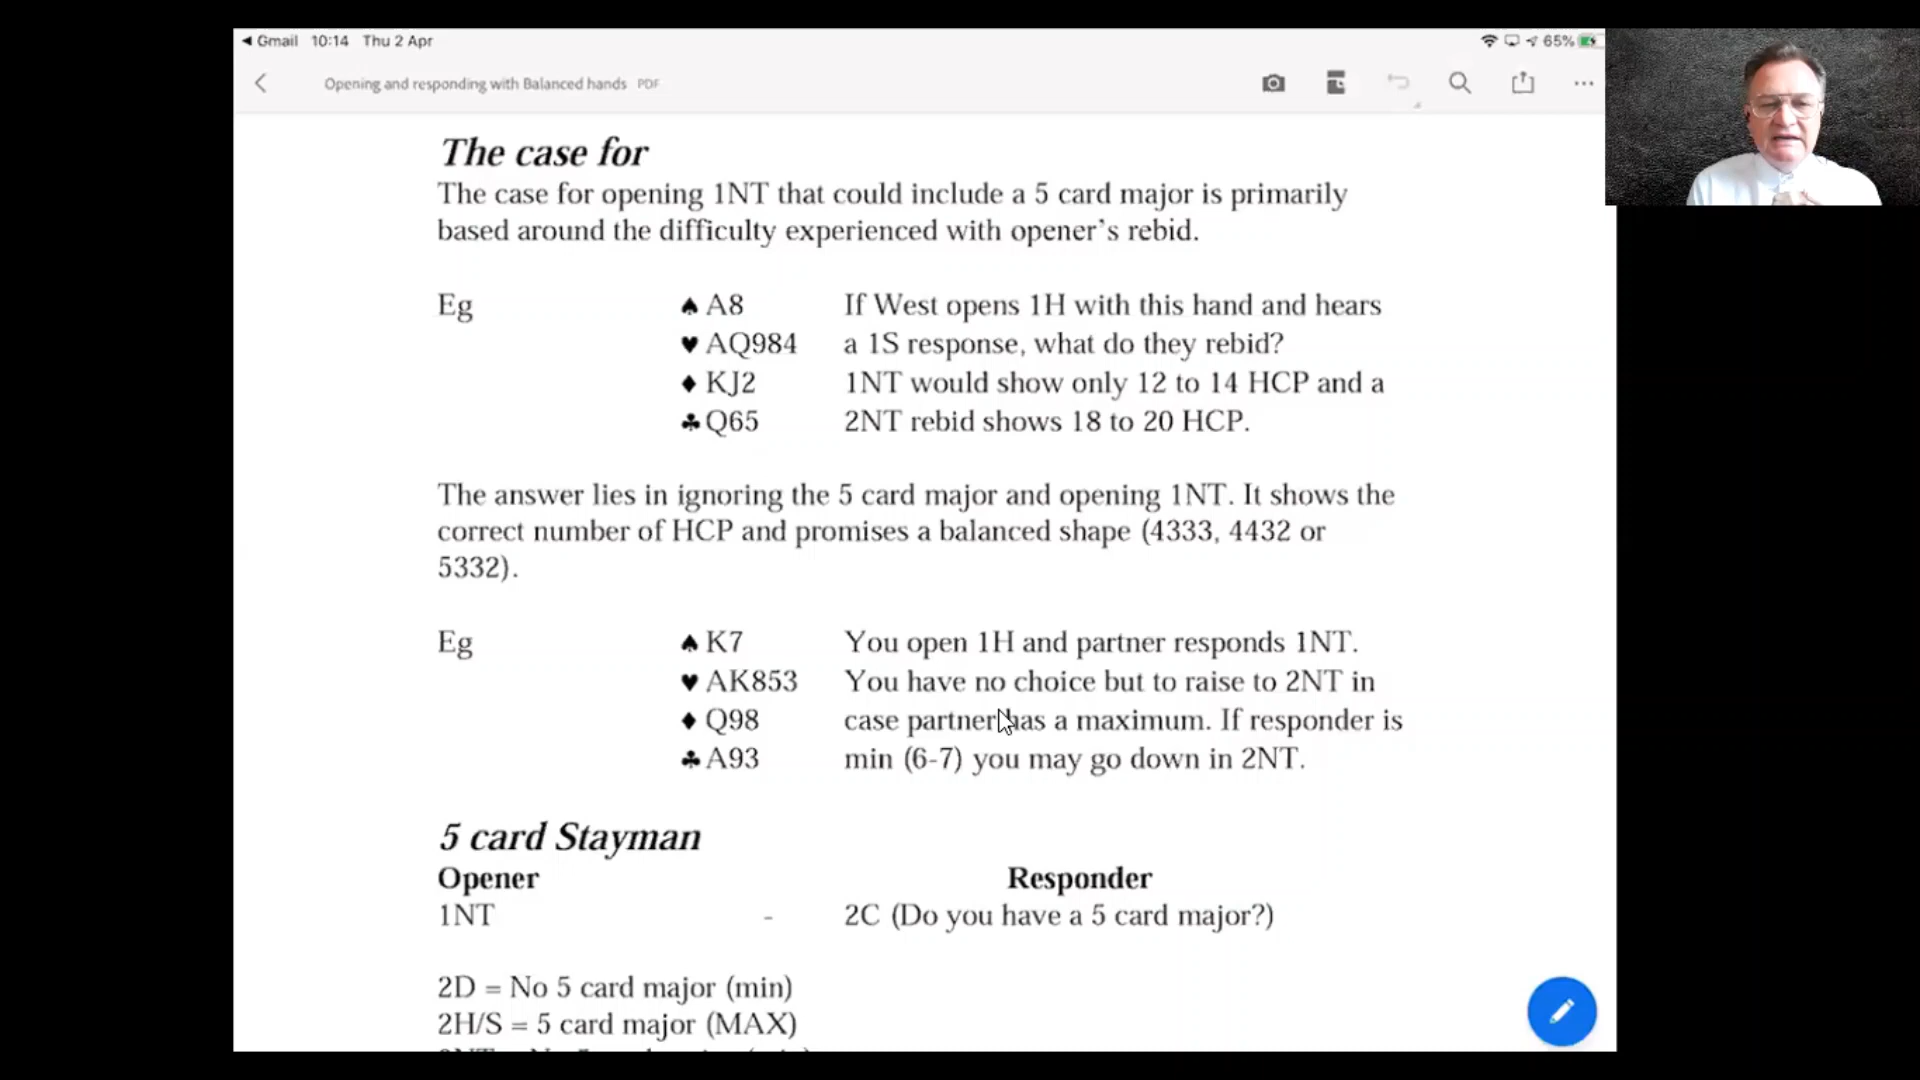 Gmail 10:14 Thu 2 Apr 65%
Opening and responding with Balanced hands PDF
The case for
The case for opening 1NT that could include a 5 card major is primarily
based around the difficulty experienced with opener's rebid.
Eg ♠ A8 If West opens 1H with this hand and hears
♥ AQ984 a 1S response, what do they rebid?
♦ KJ2 1NT would show only 12 to 14 HCP and a
♣ Q65 2NT rebid shows 18 to 20 HCP.
The answer lies in ignoring the 5 card major and opening 1NT. It shows the
correct number of HCP and promises a balanced shape (4333, 4432 or
5332).
Eg ♠ K7 You open 1H and partner responds 1NT.
♥ AK853 You have no choice but to raise to 2NT in
♦ Q98 case partner has a maximum. If responder is
♣ A93 min (6-7) you may go down in 2NT.
5 card Stayman
Opener Responder
1NT - 2C (Do you have a 5 card major?)
2D = No 5 card major (min)
2H/S = 5 card major (MAX)